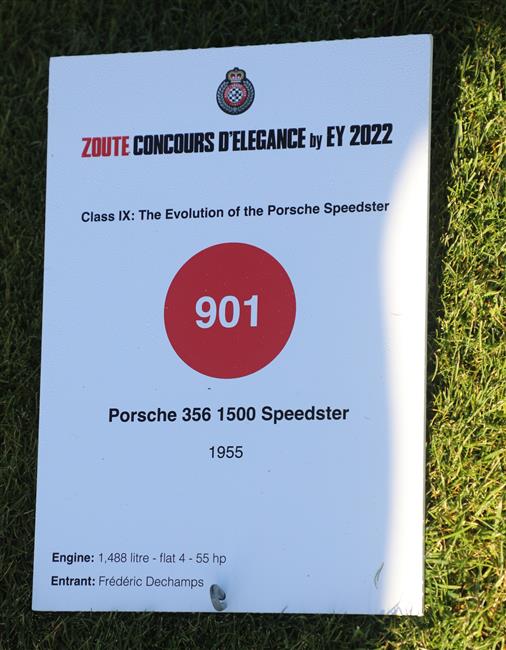 ZOUTE CONCOURS D'ELEGANCE by EY 2022
Class IX: The Evolution of the Porsche Speedster
901
Porsche 356 1500 Speedster
1955
Engine: 1,488 litre - flat 4 - 55 hp
Entrant: Frédéric Dechamps